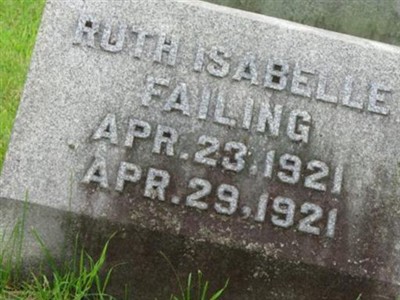 RUTH ISABELLE
FAILING
APR. 23. 1921
APR. 29, 1921